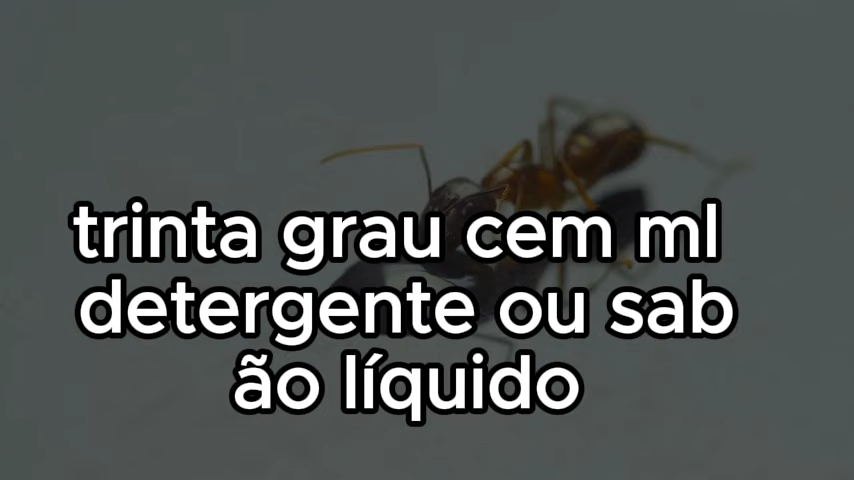 trinta grau cem ml
detergente ou sab
ão líquido